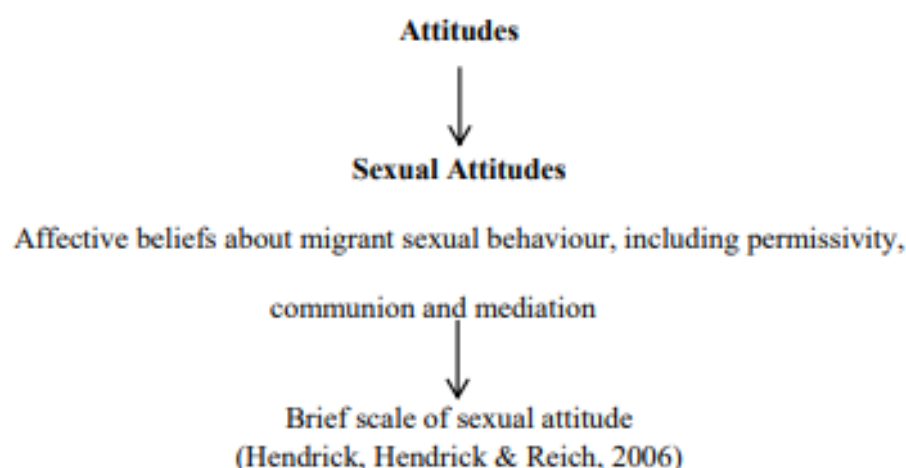 Attitudes
Sexual Attitudes
Affective beliefs about migrant sexual behaviour, including permissivity,
communion and mediation
Brief scale of sexual attitude
(Hendrick, Hendrick & Reich, 2006)